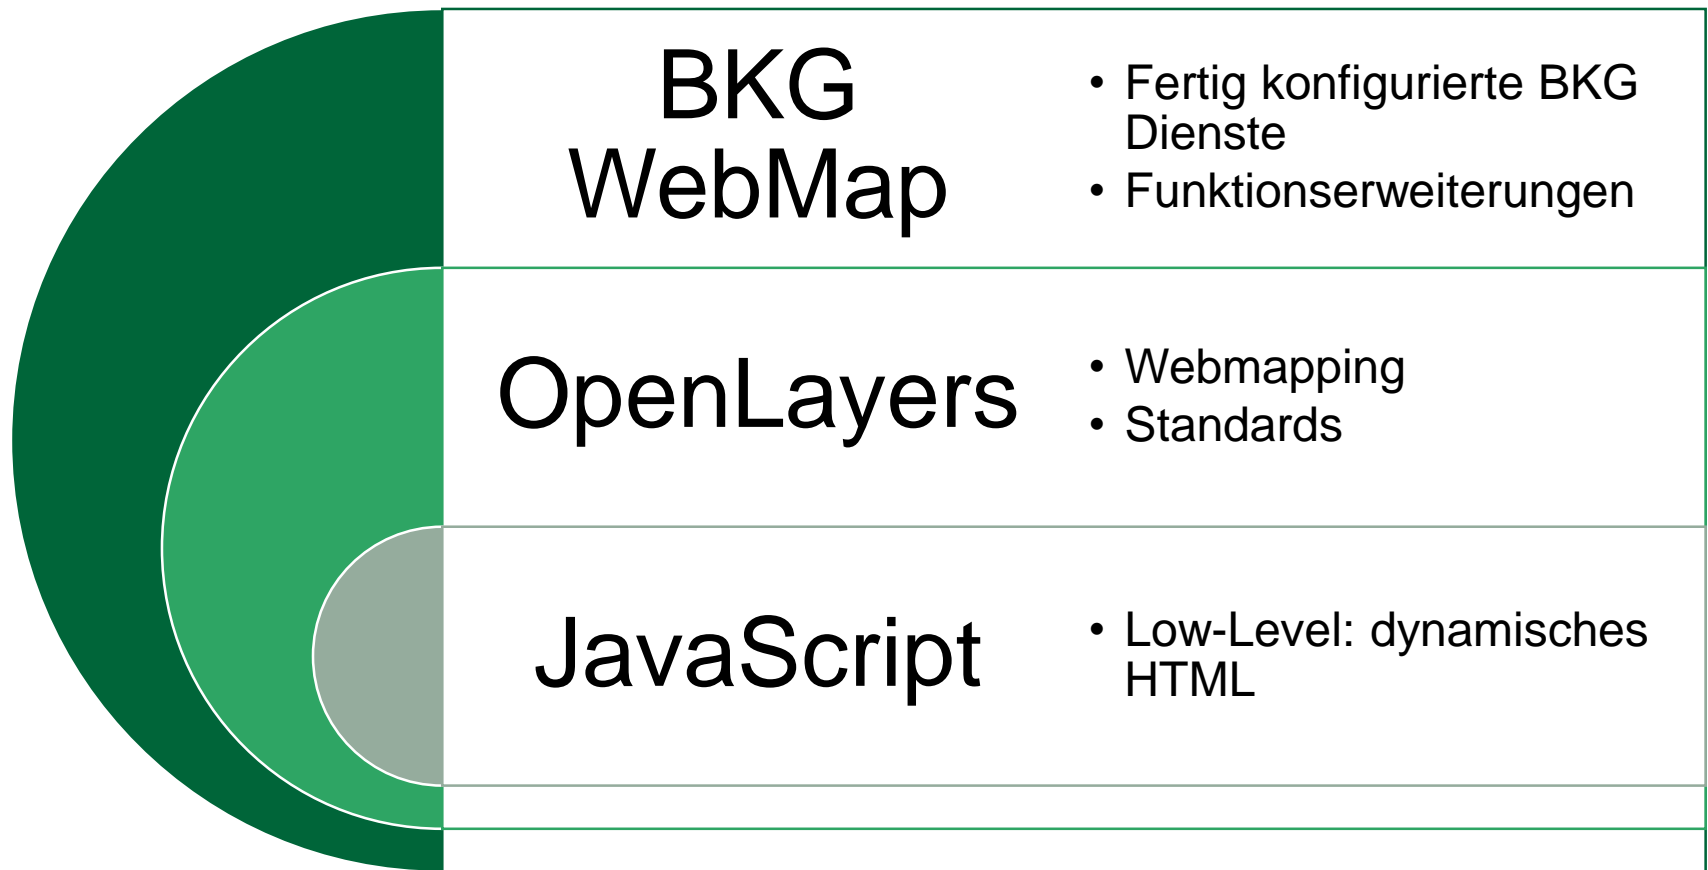 BKG
WebMap
• Fertig konfigurierte BKG
Dienste
• Funktionserweiterungen
OpenLayers
• Webmapping
• Standards
JavaScript
• Low-Level: dynamisches
HTML